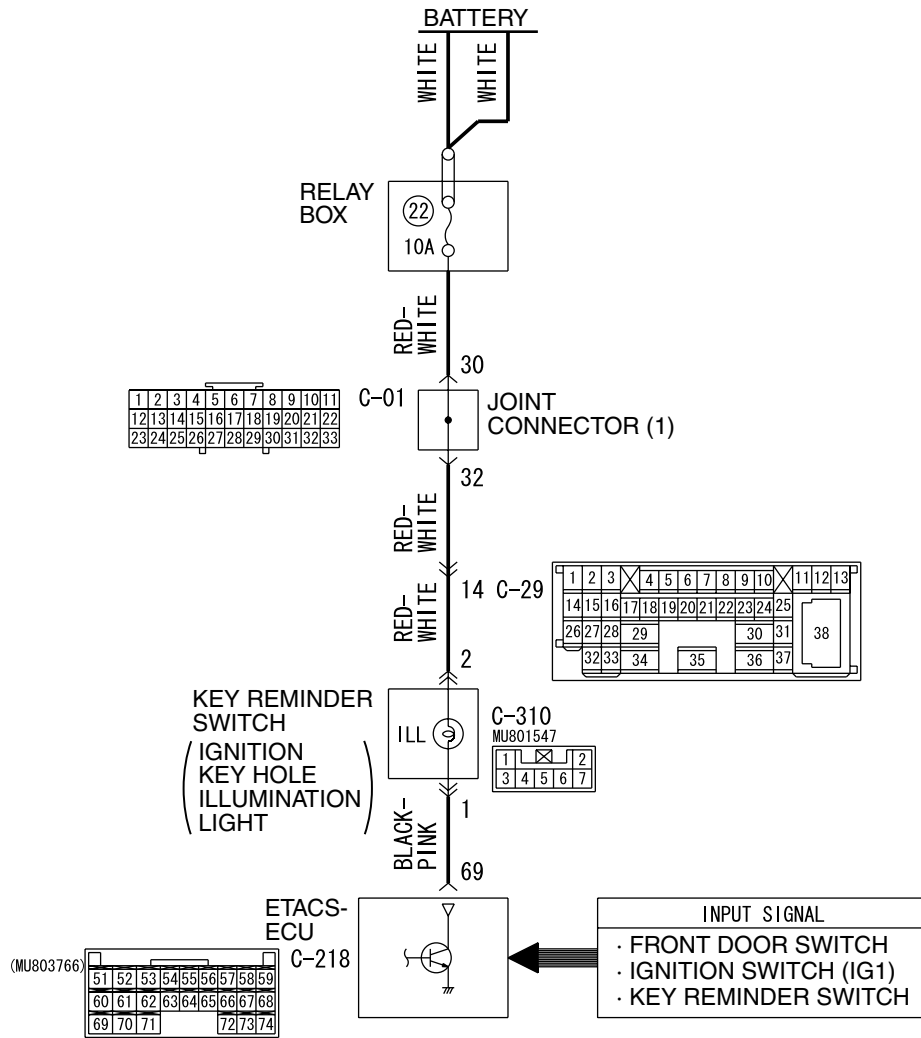 BATTERY
WHITE
WHITE
RELAY
BOX
22
10A
RED-
WHITE
30
1 2 3 4 5 6 7 8 9 10 11
12 13 14 15 16 17 18 19 20 21 22
23 24 25 26 27 28 29 30 31 32 33
C-01
JOINT
CONNECTOR (1)
32
RED-
WHITE
14
C-29
1 2 3 4 5 6 7 8 9 10 11 12 13
14 15 16 17 18 19 20 21 22 23 24 25
26 27 28 29 30 31 38
32 33 34 35 36 37
RED-
WHITE
2
KEY REMINDER
SWITCH
(IGNITION
KEY HOLE
ILLUMINATION
LIGHT)
ILL
C-310
MU801547
1 2
3 4 5 6 7
1
BLACK-
PINK
69
ETACS-
ECU
C-218
(MU803766)
51 52 53 54 55 56 57 58 59
60 61 62 63 64 65 66 67 68
69 70 71 72 73 74
INPUT SIGNAL
· FRONT DOOR SWITCH
· IGNITION SWITCH (IG1)
· KEY REMINDER SWITCH